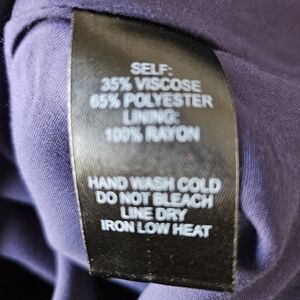 SELF:
35% VISCOSE
65% POLYESTER
LINING:
100% RAYON
HAND WASH COLD
DO NOT BLEACH
LINE DRY
IRON LOW HEAT